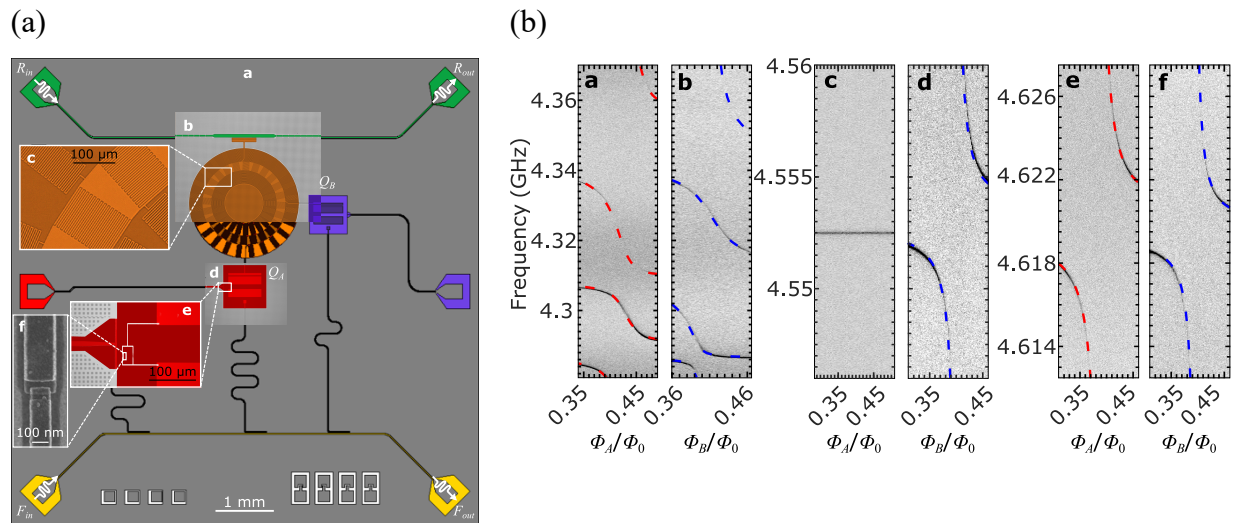 (a)
R_in
a
R_out
b
c
100 μm
Q_B
d
Q_A
e
f
100 μm
100 nm
1 mm
F_in
F_out
(b)
Frequency (GHz)
a
b
4.36
4.34
4.32
4.3
0.35
0.45
0.36
0.46
Φ_A/Φ_0
Φ_B/Φ_0
c
d
4.56
4.555
4.55
0.35
0.45
0.35
0.45
Φ_A/Φ_0
Φ_B/Φ_0
e
f
4.626
4.622
4.618
4.614
0.35
0.45
0.35
0.45
Φ_A/Φ_0
Φ_B/Φ_0